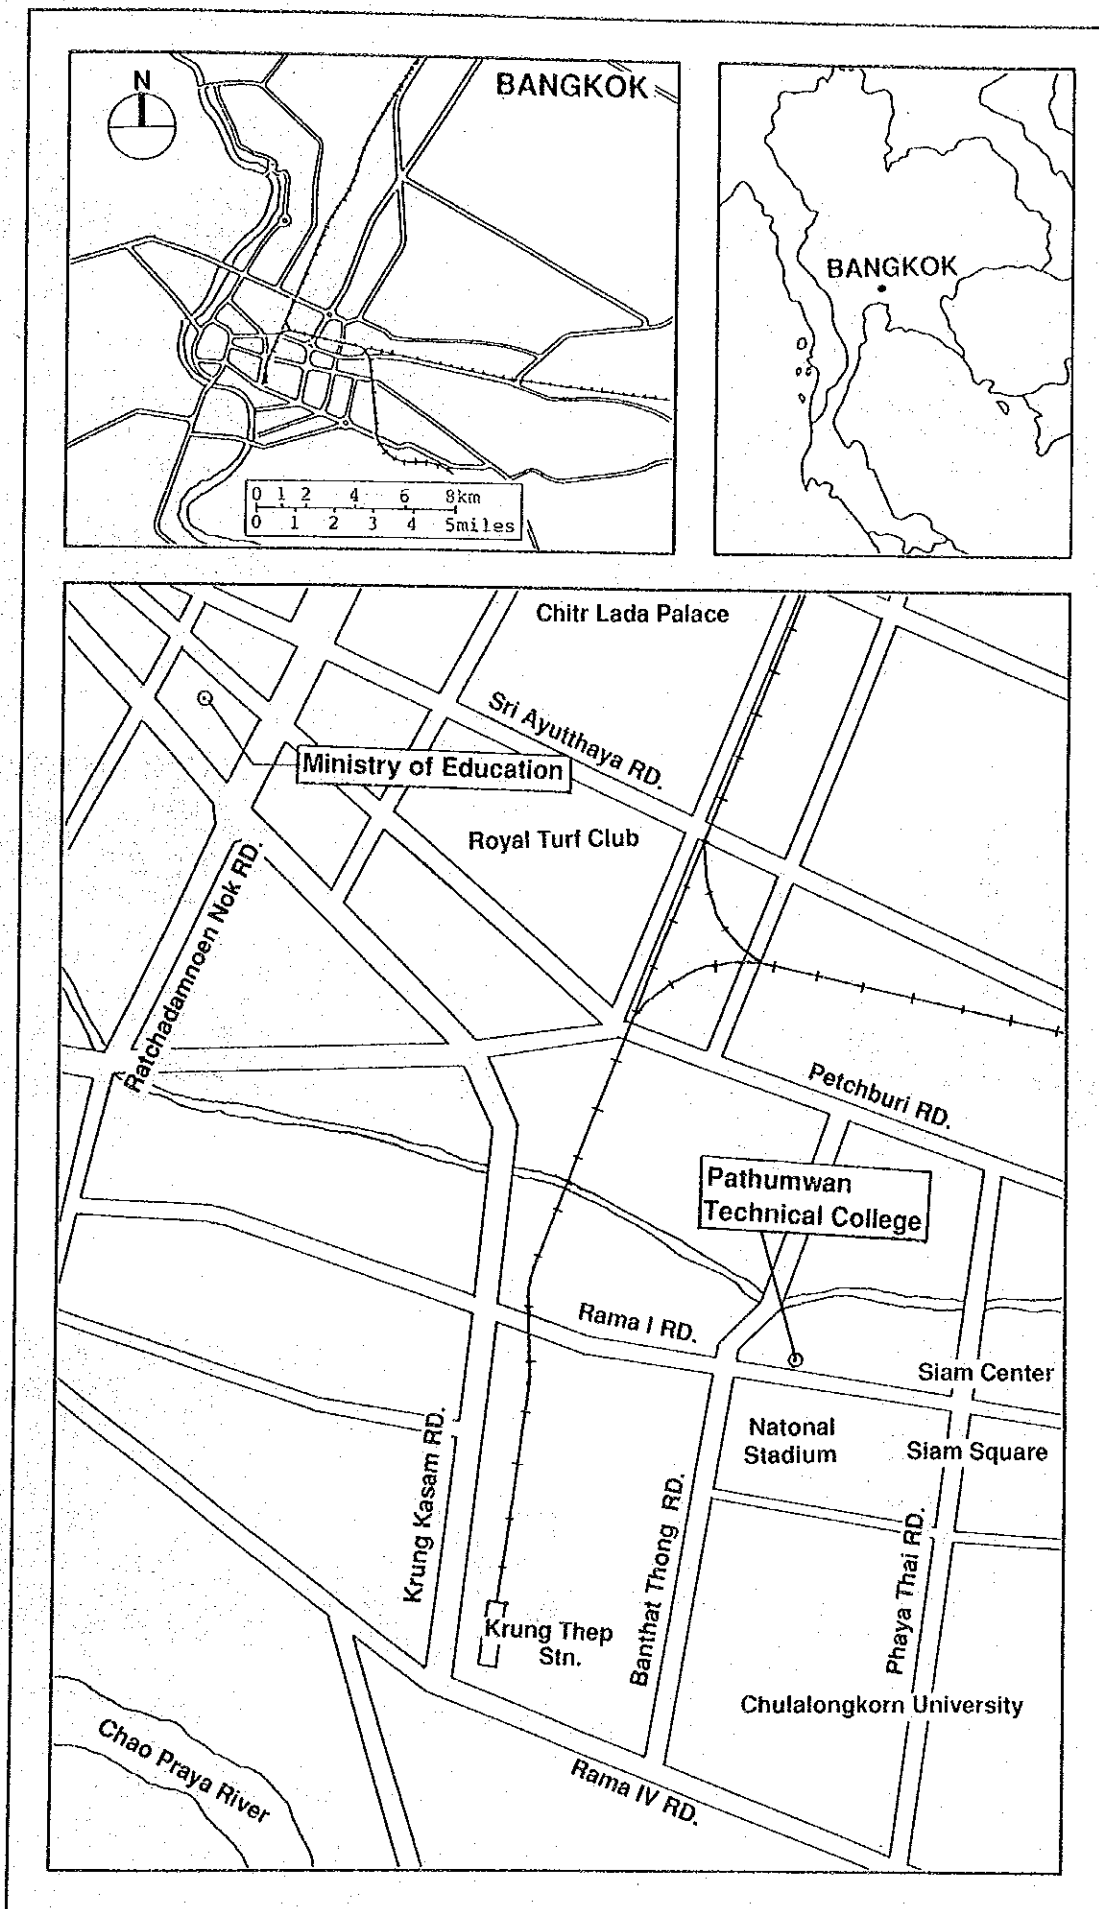 N
BANGKOK
0 1 2 4 6 8km
0 1 2 3 4 5miles
BANGKOK
Chitr Lada Palace
Sri Ayutthaya RD.
Ministry of Education
Royal Turf Club
Ratchadamnoen Nok RD.
Petchburi RD.
Pathumwan
Technical College
Rama I RD.
Siam Center
Natonal
Stadium
Siam Square
Krung Kasam RD.
Banthat Thong RD.
Phaya Thai RD.
Krung Thep
Stn.
Chulalongkorn University
Chao Praya River
Rama IV RD.